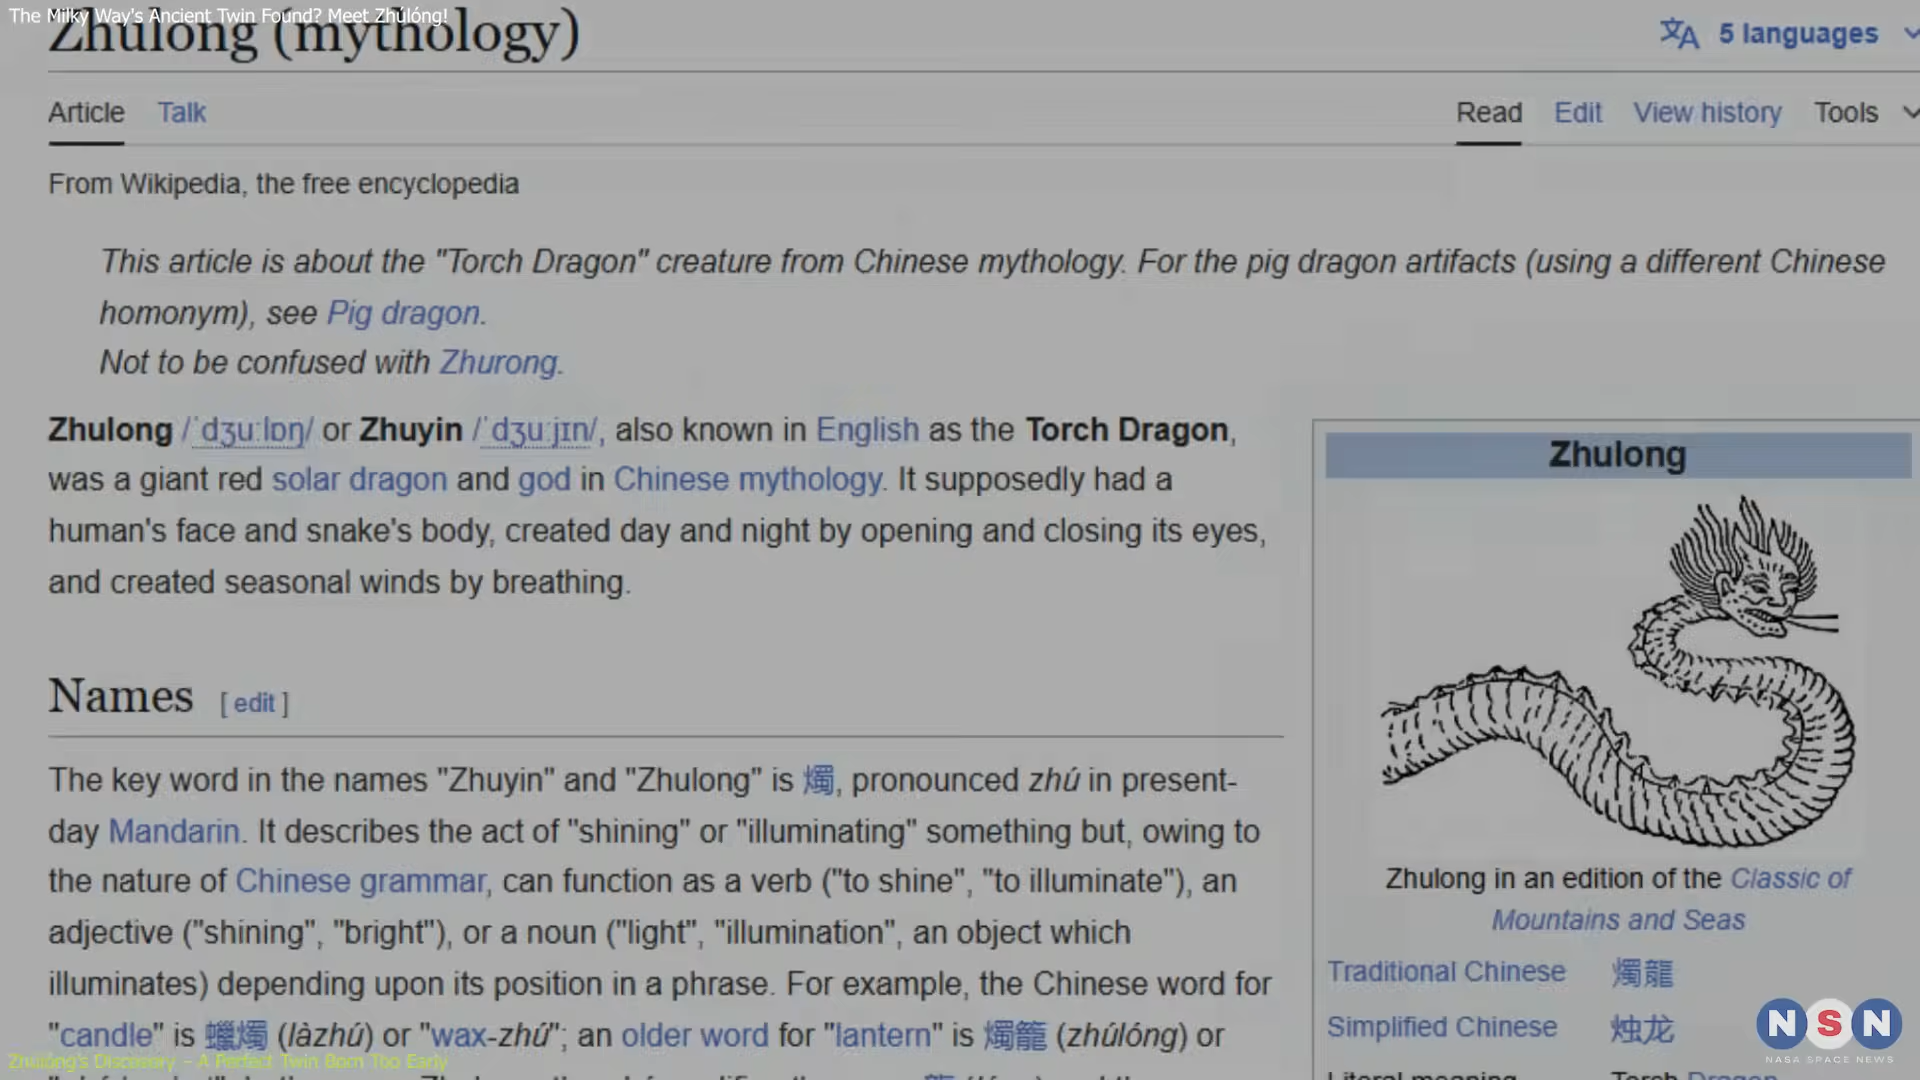 The Milky Way's Ancient Twin Found? Meet Zhúlóng!
Zhulong (mythology)
5 languages
Article Talk
Read Edit View history Tools
From Wikipedia, the free encyclopedia
This article is about the "Torch Dragon" creature from Chinese mythology. For the pig dragon artifacts (using a different Chinese
homonym), see Pig dragon.
Not to be confused with Zhurong.
Zhulong /ˈdʒuːlɒŋ/ or Zhuyin /ˈdʒuːjɪn/, also known in English as the Torch Dragon,
was a giant red solar dragon and god in Chinese mythology. It supposedly had a
human's face and snake's body, created day and night by opening and closing its eyes,
and created seasonal winds by breathing.
Names [ edit ]
The key word in the names "Zhuyin" and "Zhulong" is 燭, pronounced zhú in present-
day Mandarin. It describes the act of "shining" or "illuminating" something but, owing to
the nature of Chinese grammar, can function as a verb ("to shine", "to illuminate"), an
adjective ("shining", "bright"), or a noun ("light", "illumination", an object which
illuminates) depending upon its position in a phrase. For example, the Chinese word for
"candle" is 蠟燭 (làzhú) or "wax-zhú"; an older word for "lantern" is 燭籠 (zhúlóng) or
Zhulong
Zhulong in an edition of the Classic of
Mountains and Seas
Traditional Chinese 燭龍
Simplified Chinese 烛龙
Literal meaning Torch Dragon
Zhúlóng's Discovery – A Perfect Twin Born Too Early
NSN
NASA SPACE NEWS